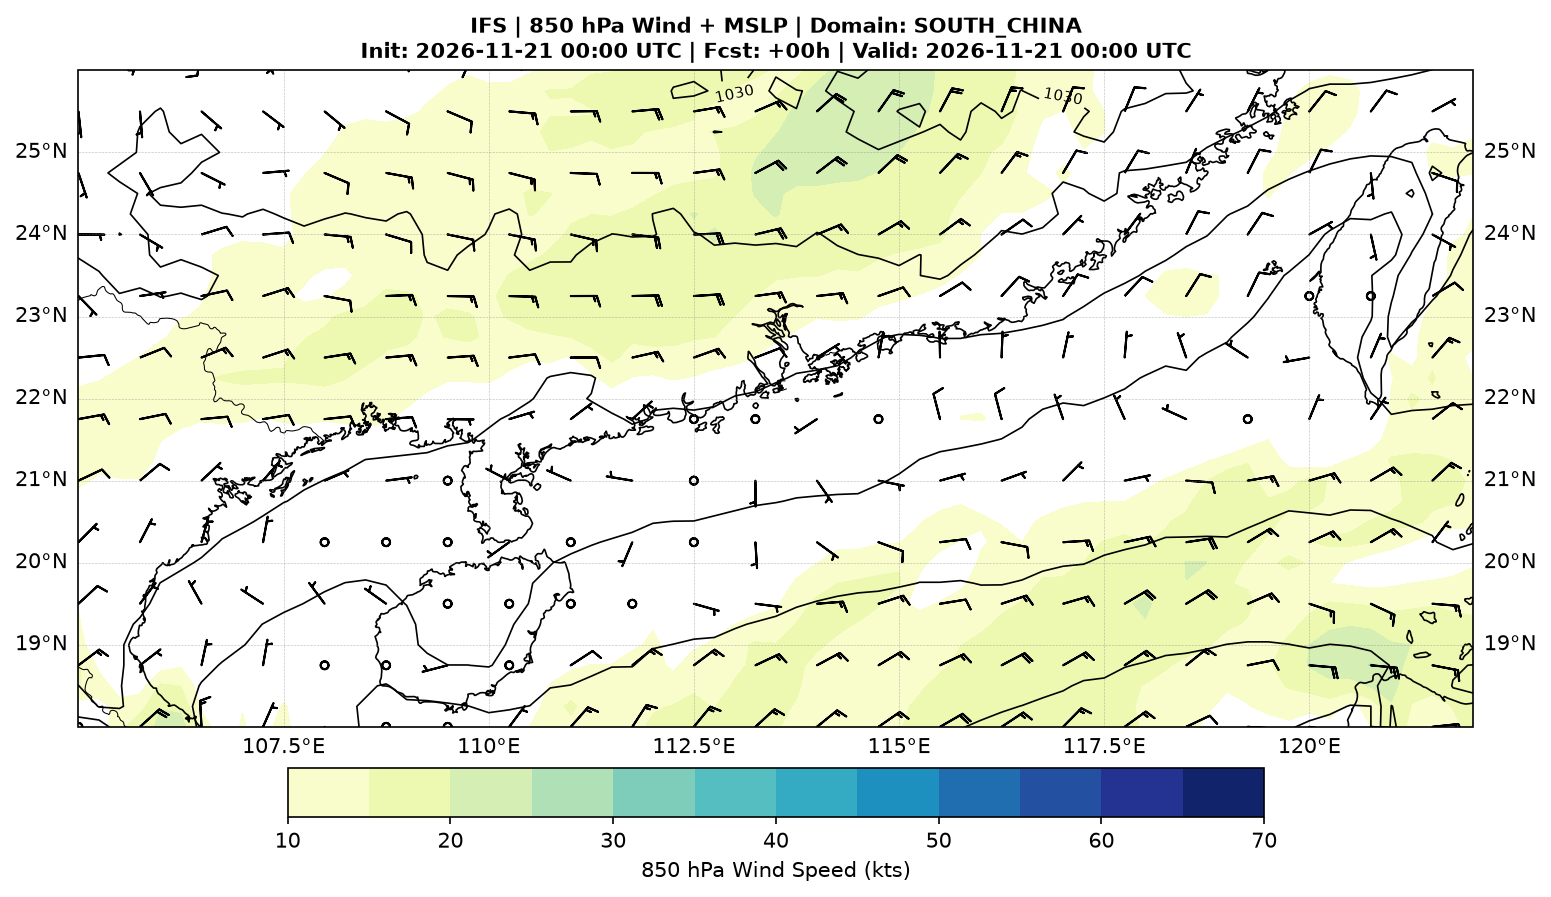 IFS | 850 hPa Wind + MSLP | Domain: SOUTH_CHINA
Init: 2026-11-21 00:00 UTC | Fcst: +00h | Valid: 2026-11-21 00:00 UTC
1030
1030
25°N
25°N
24°N
24°N
23°N
23°N
22°N
22°N
21°N
21°N
20°N
20°N
19°N
19°N
107.5°E
110°E
112.5°E
115°E
117.5°E
120°E
10
20
30
40
50
60
70
850 hPa Wind Speed (kts)